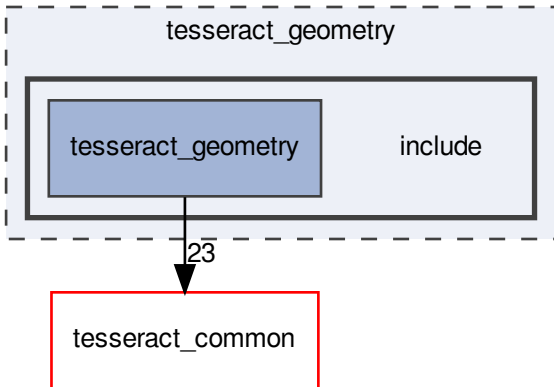 tesseract_geometry
tesseract_geometry
include
23
tesseract_common